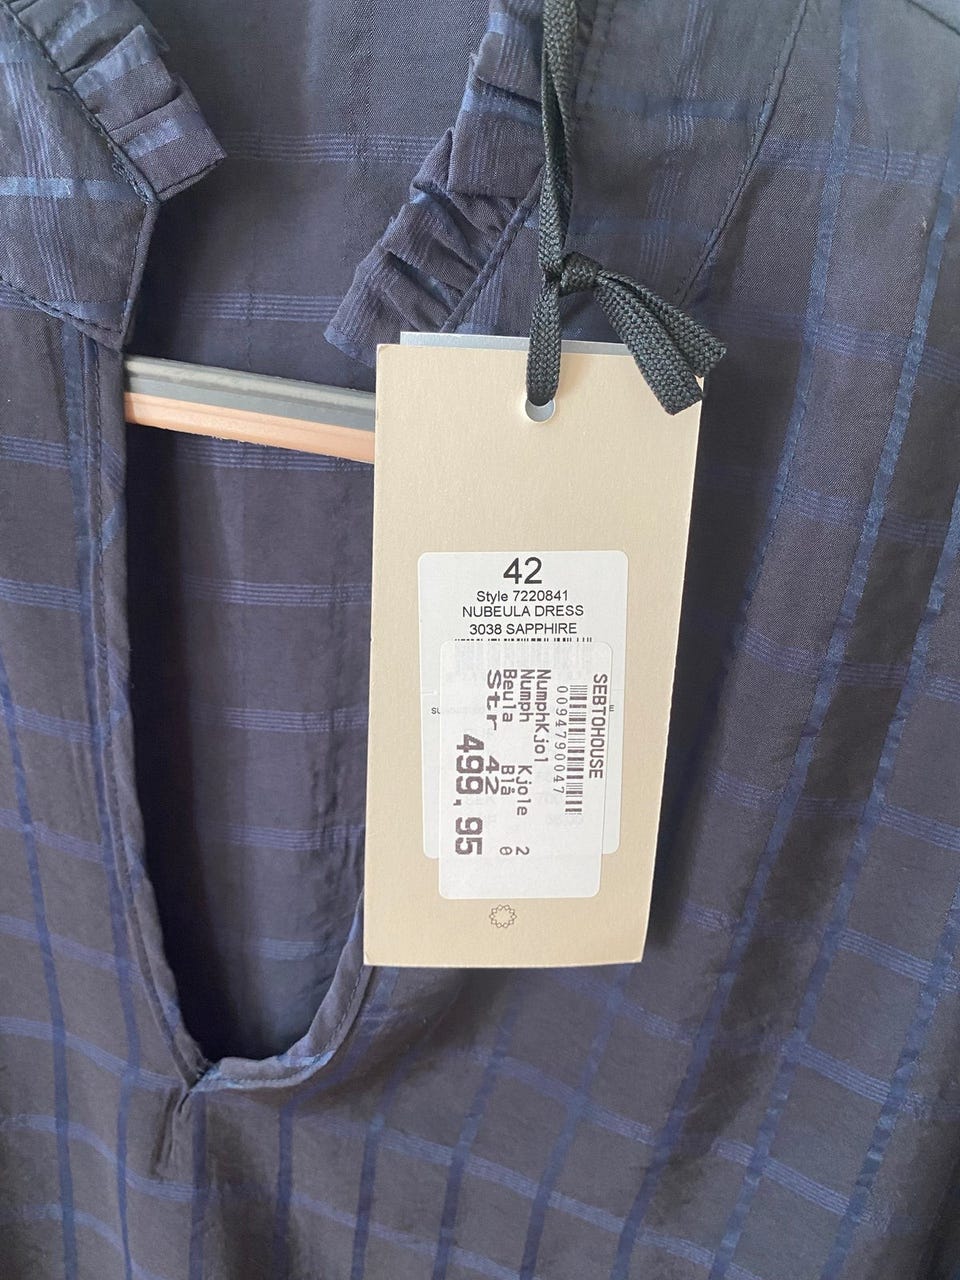 42
Style 7220841
NUBEULA DRESS
3038 SAPPHIRE
SEBTOHOUSE
0094790047
NumphKjol
Numph Kjole 2
Beula Blå 0
Str 42
499,95